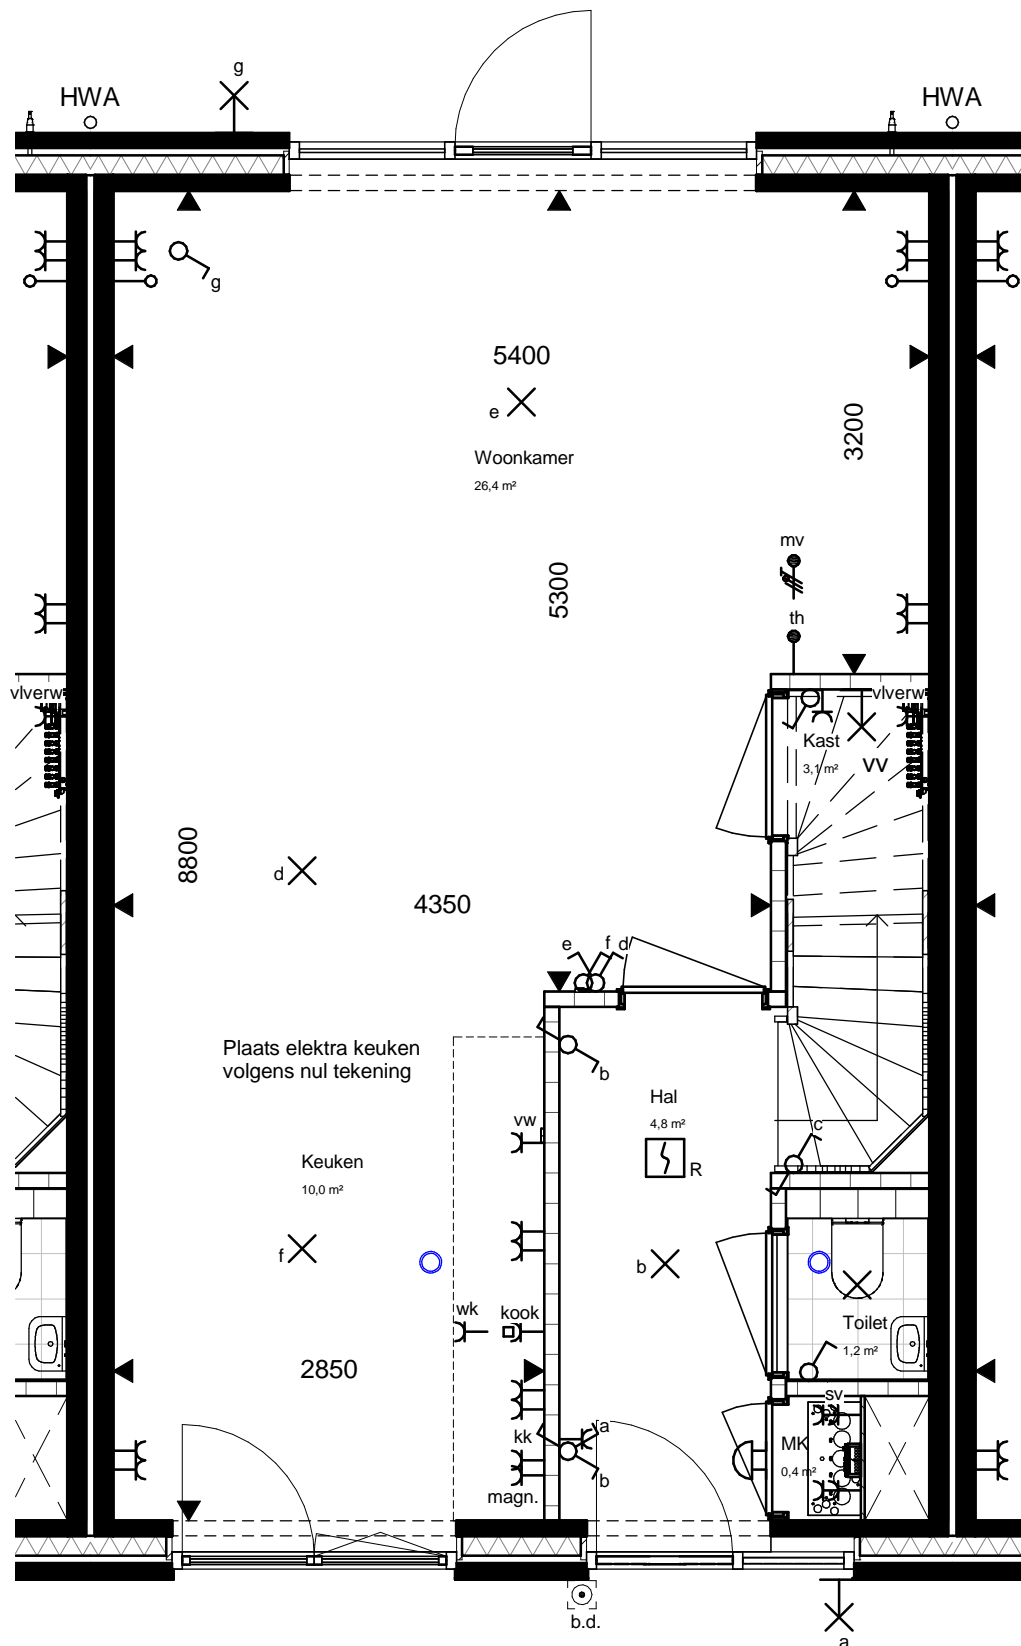 g
HWA
HWA
g
5400
e
Woonkamer
26,4 m²
3200
mv
5300
th
vlverw
vlverw
Kast
3,1 m²
vv
8800
d
4350
e
f
d
Plaats elektra keuken
volgens nul tekening
b
Hal
4,8 m²
vw
c
R
Keuken
10,0 m²
f
b
wk
kook
Toilet
1,2 m²
2850
sv
a
kk
MK
0,4 m²
b
magn.
b.d.
a